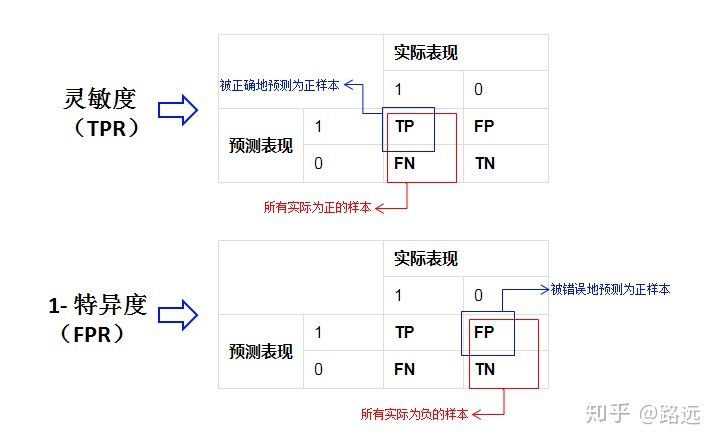 实际表现
被正确地预测为正样本
1 0
灵敏度
（TPR）
预测表现
1 TP FP
0 FN TN
所有实际为正的样本
实际表现
1 0
被错误地预测为正样本
1- 特异度
（FPR）
预测表现
1 TP FP
0 FN TN
所有实际为负的样本
知乎 @路远